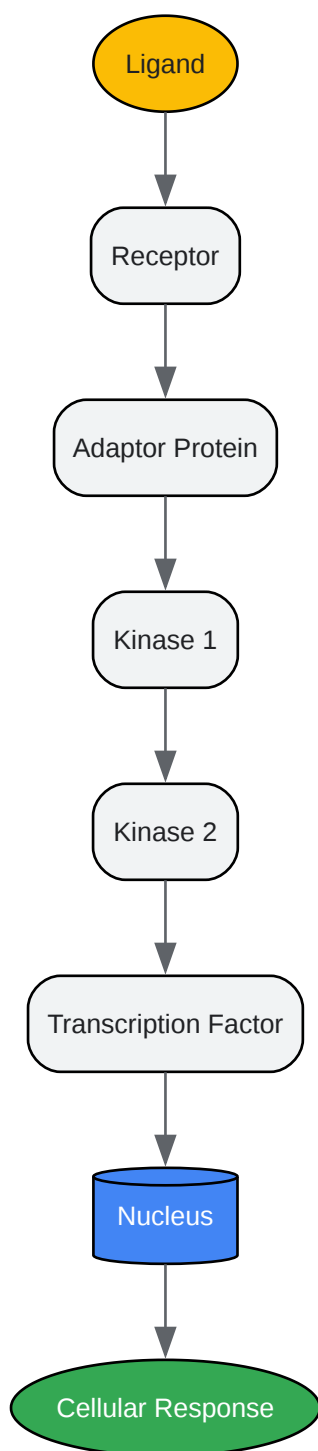 Ligand
Receptor
Adaptor Protein
Kinase 1
Kinase 2
Transcription Factor
Nucleus
Cellular Response